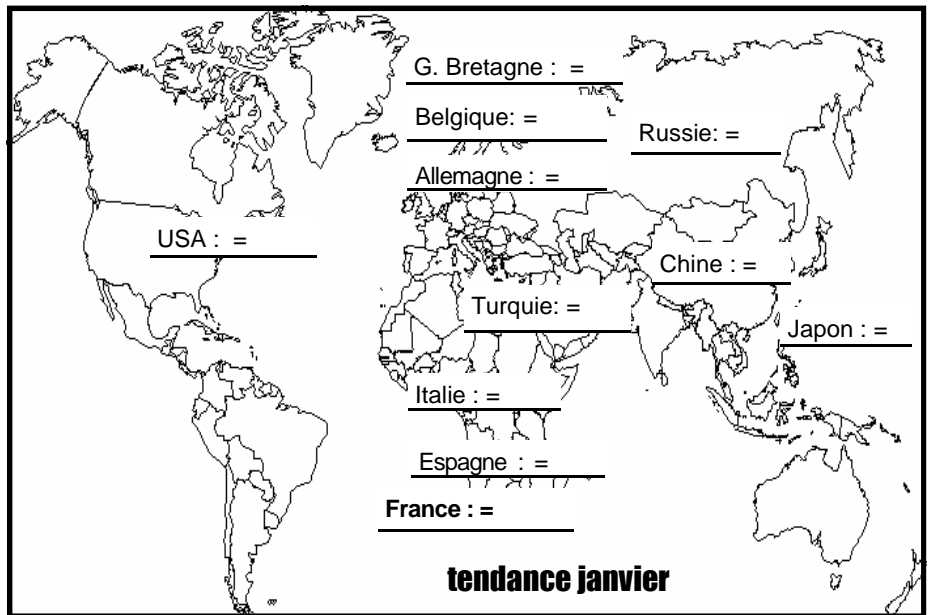 G. Bretagne :  =
Belgique: =
Russie: =
Allemagne :  =
USA :  =
Chine : =
Turquie: =
Japon : =
Italie : =
Espagne  :  =
France : =
tendance janvier